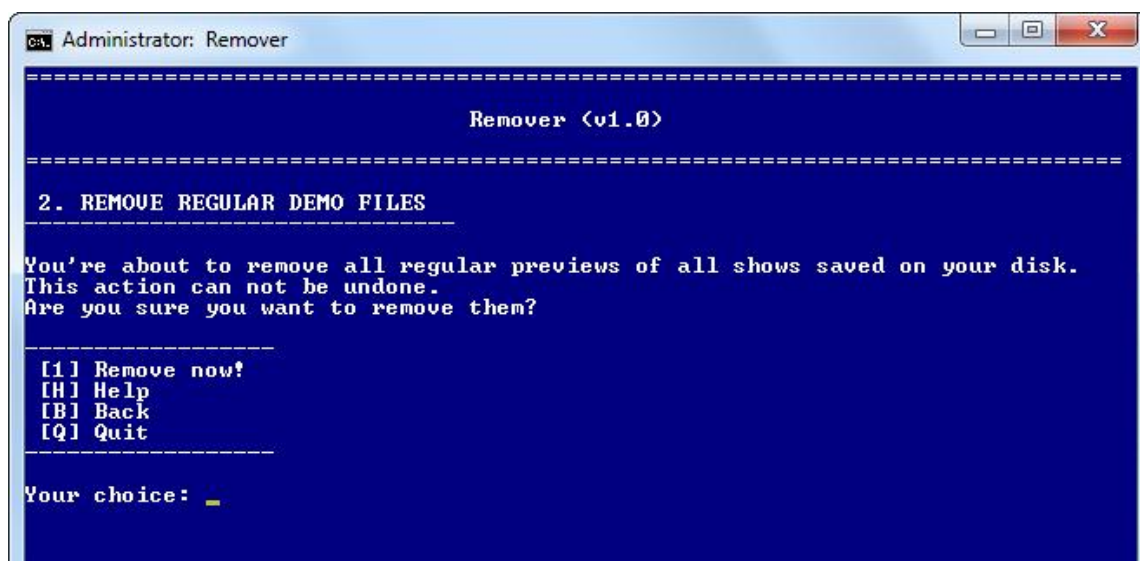 Administrator: Remover
===============================================================================
Remover (v1.0)
===============================================================================
2. REMOVE REGULAR DEMO FILES
-------------------------------
You're about to remove all regular previews of all shows saved on your disk.
This action can not be undone.
Are you sure you want to remove them?
------------------
[1] Remove now!
[H] Help
[B] Back
[Q] Quit
------------------
Your choice: _